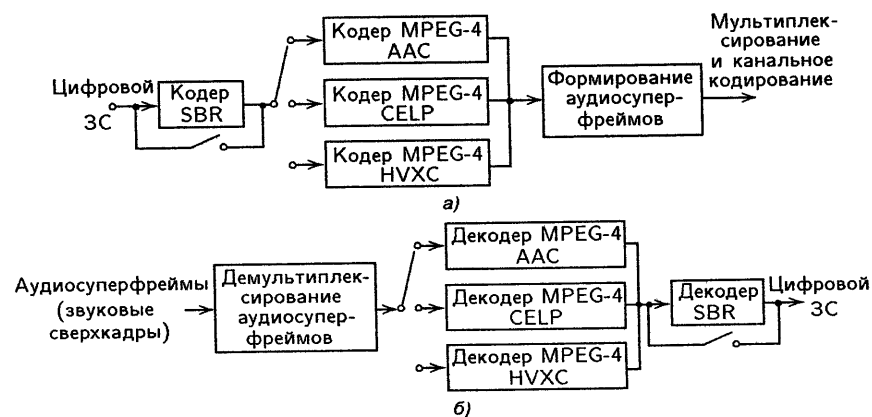 Цифровой
ЗС
Кодер
SBR
Кодер MPEG-4
AAC
Кодер MPEG-4
CELP
Кодер MPEG-4
HVXC
Формирование
аудиосупер-
фреймов
Мультиплек-
сирование
и канальное
кодирование
а)
Аудиосуперфреймы
(звуковые
сверхкадры)
Демультиплек-
сирование
аудиосупер-
фреймов
Декодер MPEG-4
AAC
Декодер MPEG-4
CELP
Декодер MPEG-4
HVXC
Декодер
SBR
Цифровой
ЗС
б)